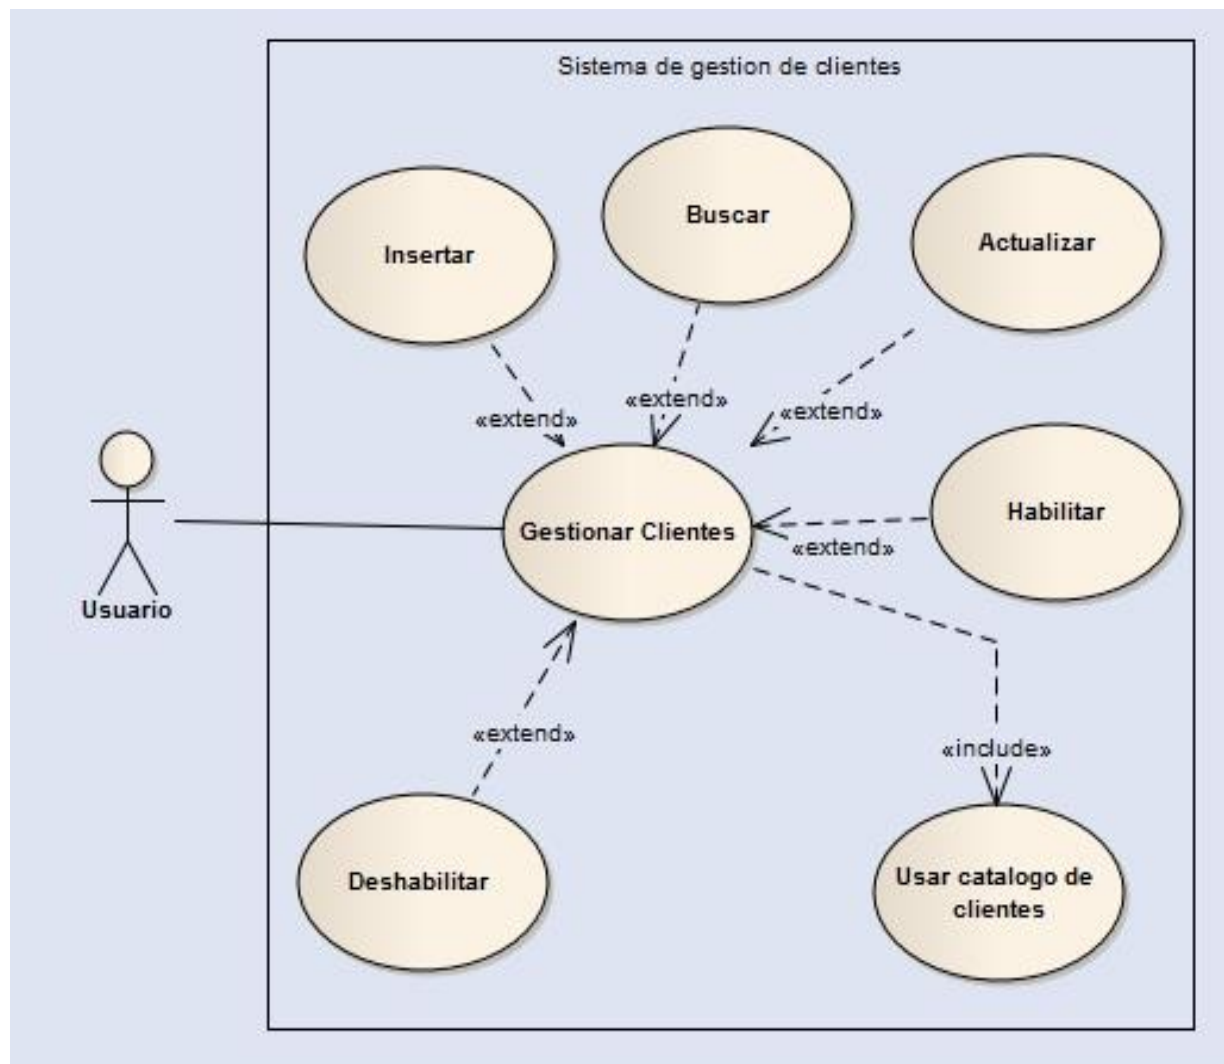 Sistema de gestion de clientes
Buscar
Actualizar
Insertar
«extend»
«extend»
«extend»
Habilitar
Gestionar Clientes
«extend»
Usuario
«extend»
«include»
Deshabilitar
Usar catalogo de
clientes